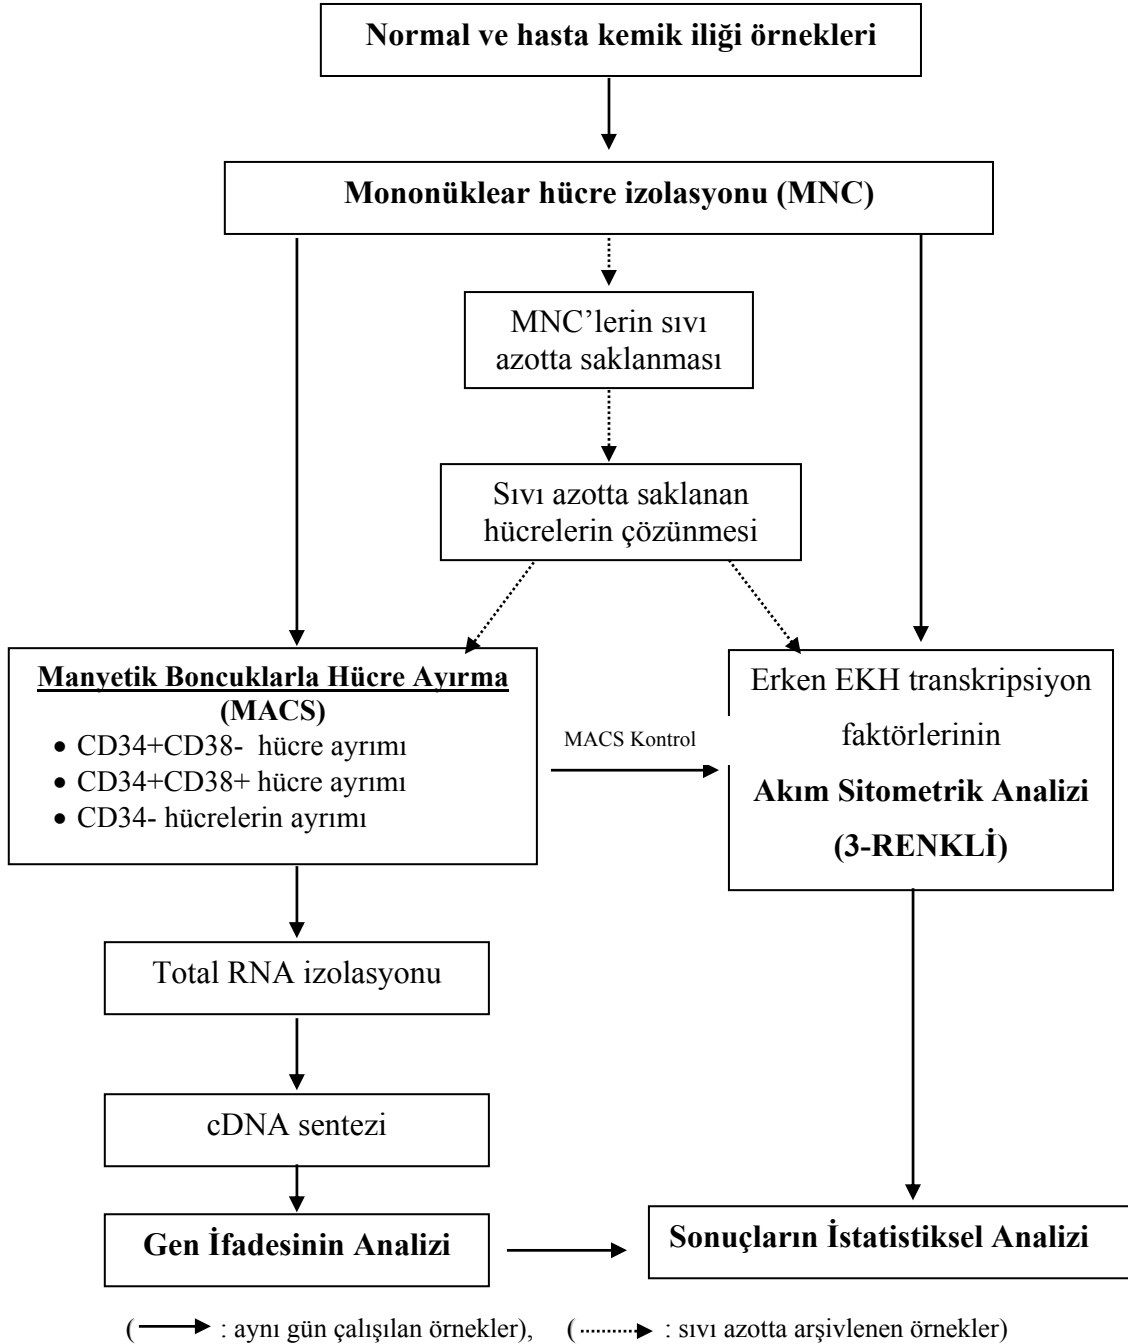 Normal ve hasta kemik iliği örnekleri
Mononüklear hücre izolasyonu (MNC)
MNC’lerin sıvı
azotta saklanması
Sıvı azotta saklanan
hücrelerin çözünmesi
Manyetik Boncuklarla Hücre Ayırma
(MACS)
• CD34+CD38- hücre ayrımı
• CD34+CD38+ hücre ayrımı
• CD34- hücrelerin ayrımı
MACS Kontrol
Erken EKH transkripsiyon
faktörlerinin
Akım Sitometrik Analizi
(3-RENKLİ)
Total RNA izolasyonu
cDNA sentezi
Gen İfadesinin Analizi
Sonuçların İstatistiksel Analizi
( : aynı gün çalışılan örnekler), ( : sıvı azotta arşivlenen örnekler)